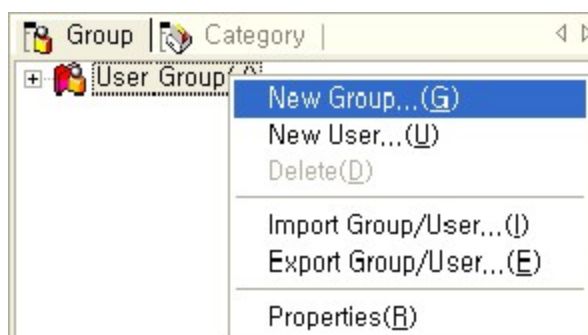 Group Category
User Group(
New Group...(G)
New User...(U)
Delete(D)
Import Group/User...(I)
Export Group/User...(E)
Properties(R)